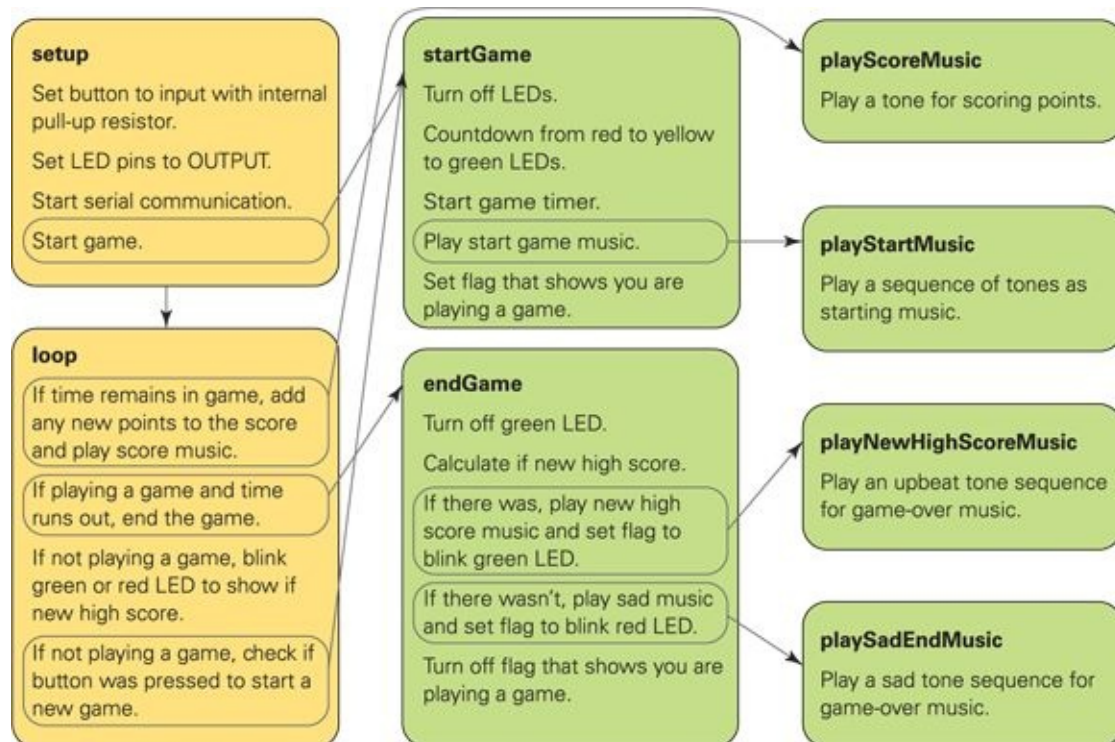 setup
Set button to input with internal
pull-up resistor.
Set LED pins to OUTPUT.
Start serial communication.
Start game.
loop
If time remains in game, add
any new points to the score
and play score music.
If playing a game and time
runs out, end the game.
If not playing a game, blink
green or red LED to show if
new high score.
If not playing a game, check if
button was pressed to start a
new game.
startGame
Turn off LEDs.
Countdown from red to yellow
to green LEDs.
Start game timer.
Play start game music.
Set flag that shows you are
playing a game.
endGame
Turn off green LED.
Calculate if new high score.
If there was, play new high
score music and set flag to
blink green LED.
If there wasn't, play sad music
and set flag to blink red LED.
Turn off flag that shows you are
playing a game.
playScoreMusic
Play a tone for scoring points.
playStartMusic
Play a sequence of tones as
starting music.
playNewHighScoreMusic
Play an upbeat tone sequence
for game-over music.
playSadEndMusic
Play a sad tone sequence for
game-over music.